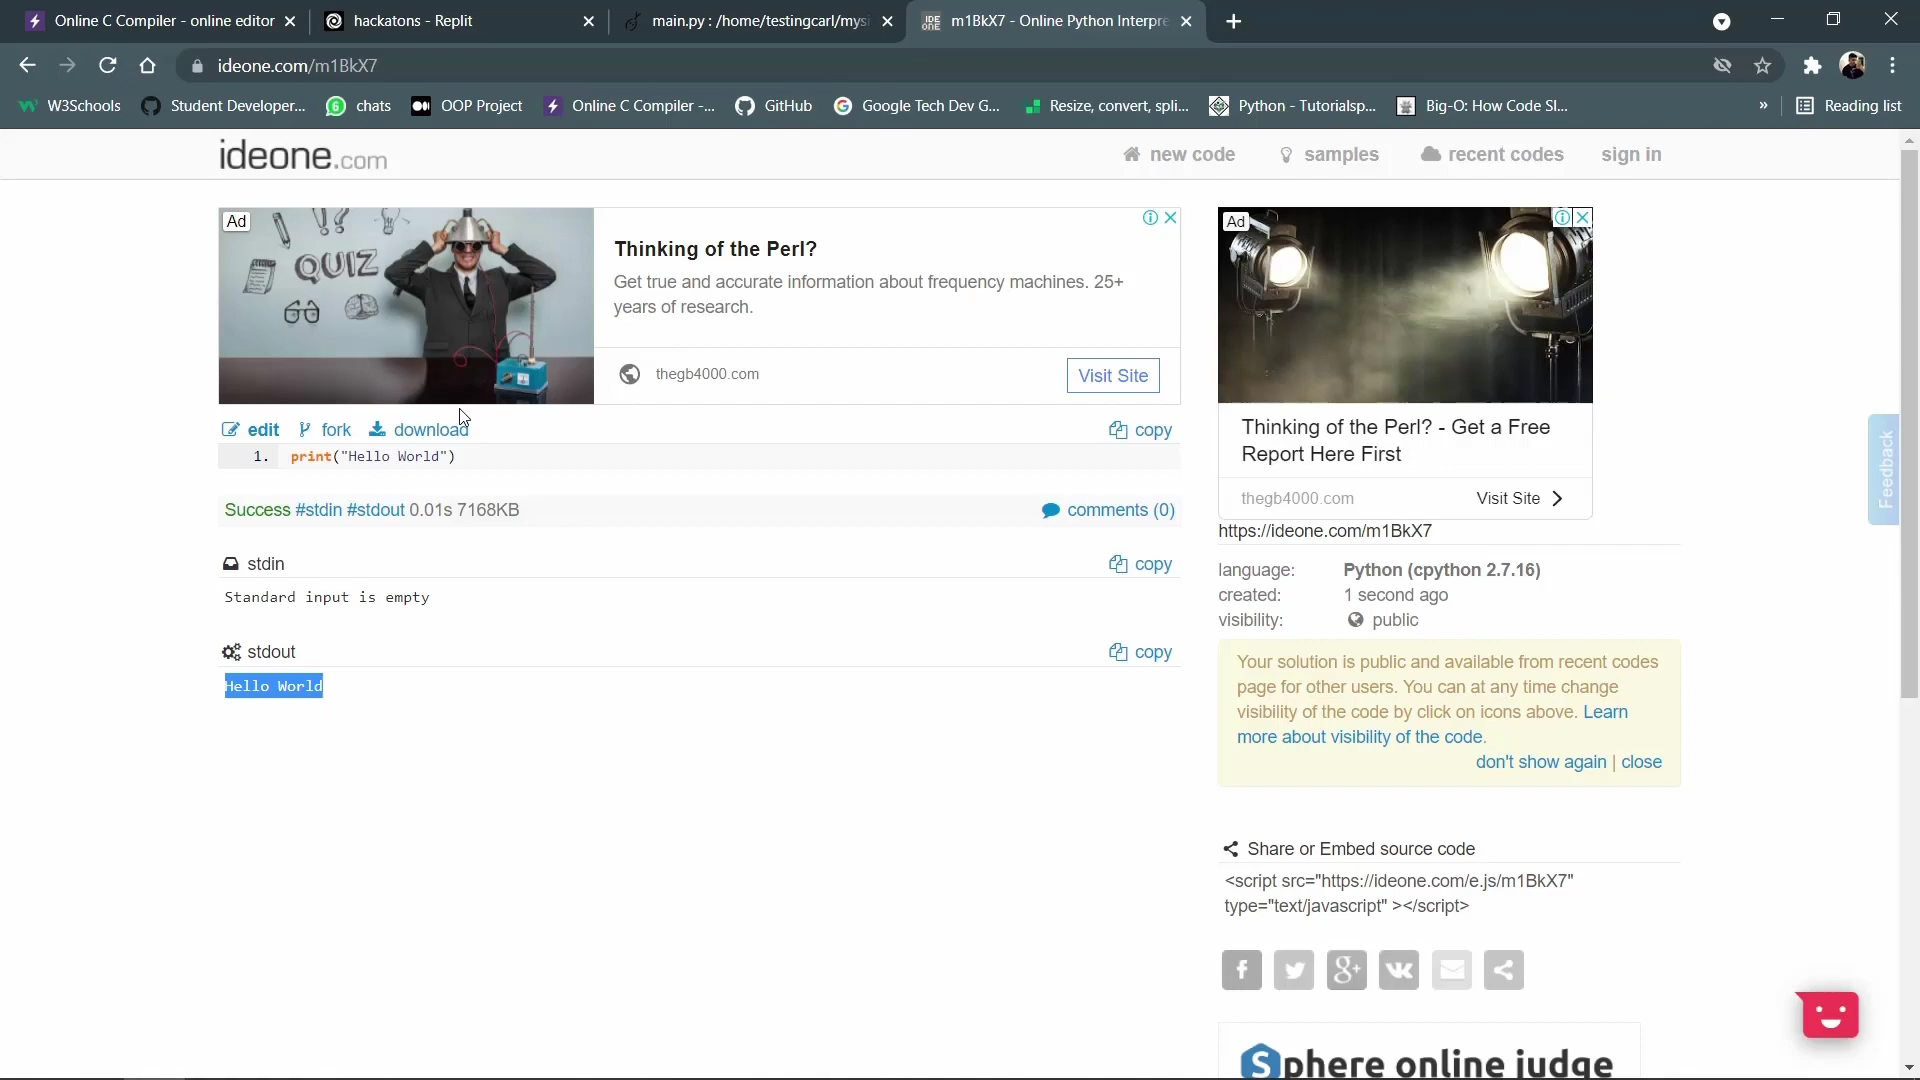 Online C Compiler - online editor
hackatons - Replit
main.py : /home/testingcarl/mysi
IDE ONE
m1BkX7 - Online Python Interpre
ideone.com/m1BkX7
W3Schools
Student Developer...
6
chats
OOP Project
Online C Compiler -...
GitHub
Google Tech Dev G...
Resize, convert, spli...
Python - Tutorialsp...
Big-O: How Code Sl...
»
Reading list
ideone.com
new code
samples
recent codes
sign in
Ad
QUIZ
Thinking of the Perl?
Get true and accurate information about frequency machines. 25+
years of research.
thegb4000.com
Visit Site
Ad
Thinking of the Perl? - Get a Free
Report Here First
thegb4000.com
Visit Site
Feedback
edit
fork
download
copy
1. print("Hello World")
Success #stdin #stdout 0.01s 7168KB
comments (0)
stdin
copy
Standard input is empty
stdout
copy
Hello World
https://ideone.com/m1BkX7
language: Python (cpython 2.7.16)
created: 1 second ago
visibility: public
Your solution is public and available from recent codes
page for other users. You can at any time change
visibility of the code by click on icons above. Learn
more about visibility of the code.
don't show again | close
Share or Embed source code
<script src="https://ideone.com/e.js/m1BkX7"
type="text/javascript" ></script>
Sphere online judge